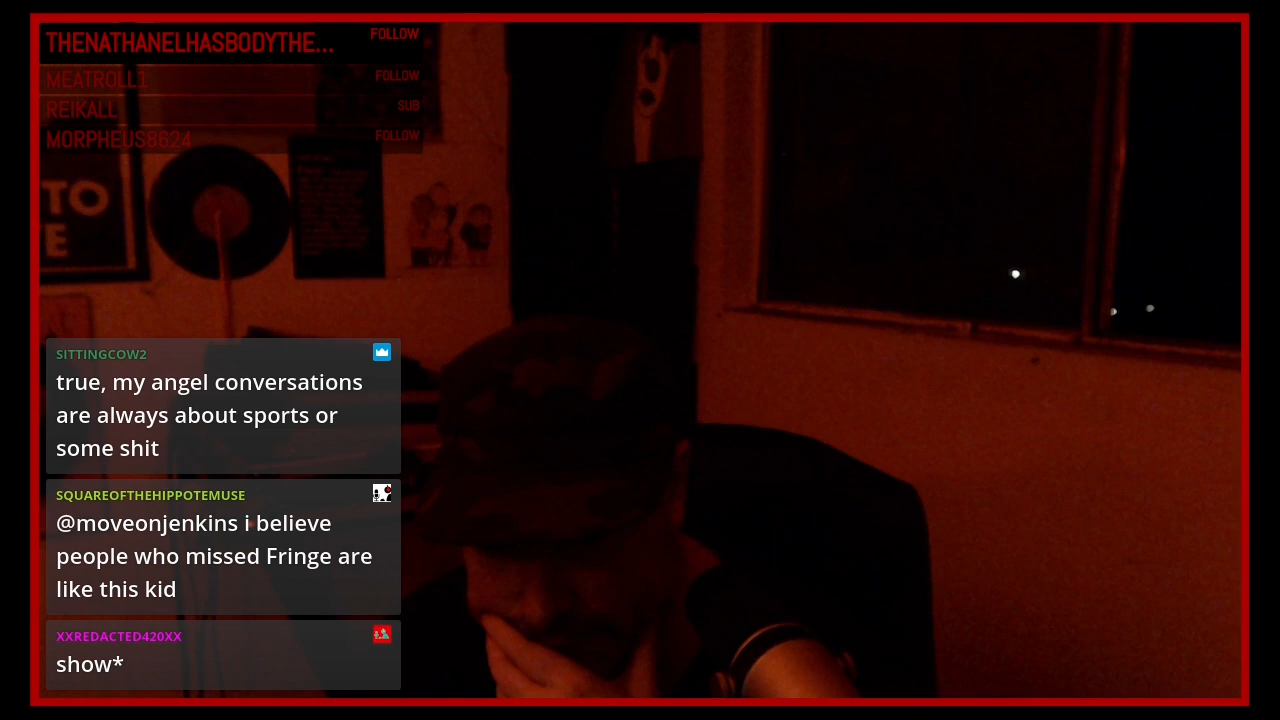 THENATHANELHASBODYTHE... FOLLOW
MEATROLL1 FOLLOW
REIKALL SUB
MORPHEUS8624 FOLLOW
TO
E
SITTINGCOW2
true, my angel conversations
are always about sports or
some shit
SQUAREOFTHEHIPPOTEMUSE
@moveonjenkins i believe
people who missed Fringe are
like this kid
XXREDACTED420XX
show*